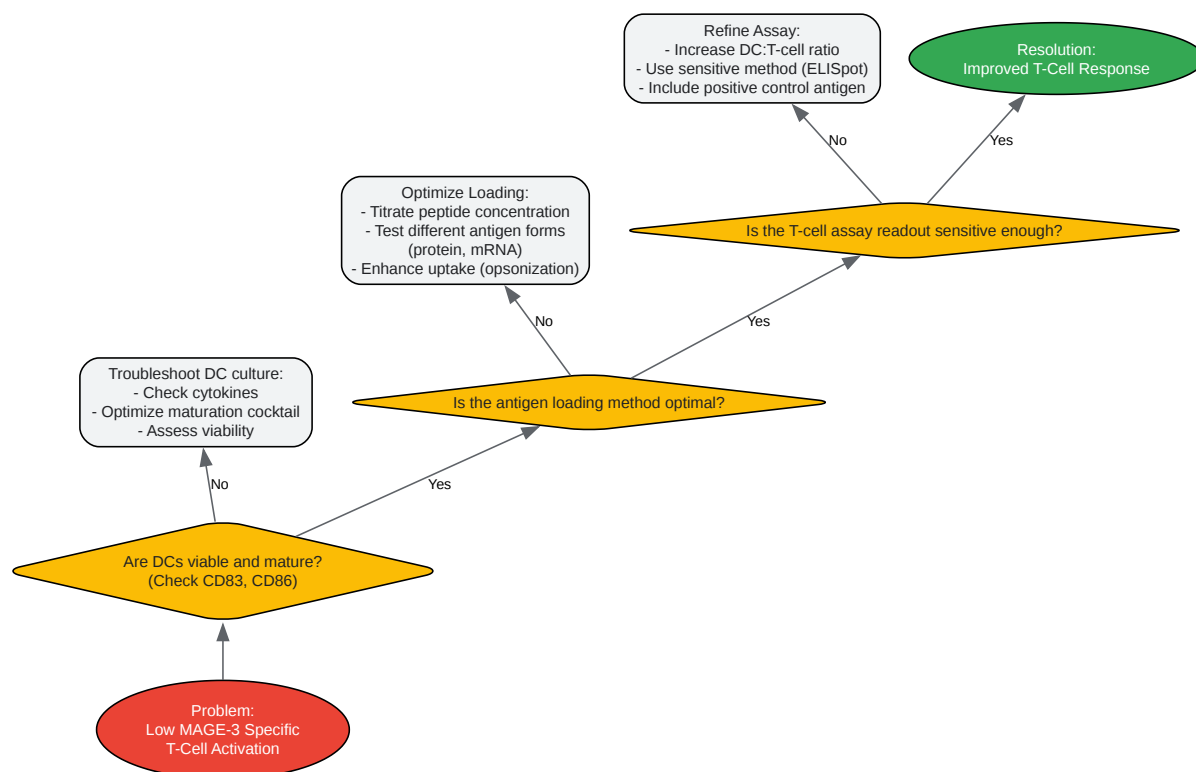 Refine Assay:
- Increase DC:T-cell ratio
- Use sensitive method (ELISpot)
- Include positive control antigen
Resolution:
Improved T-Cell Response
No
Yes
Optimize Loading:
- Titrate peptide concentration
- Test different antigen forms
(protein, mRNA)
- Enhance uptake (opsonization)
Is the T-cell assay readout sensitive enough?
No
Yes
Troubleshoot DC culture:
- Check cytokines
- Optimize maturation cocktail
- Assess viability
Is the antigen loading method optimal?
No
Yes
Are DCs viable and mature?
(Check CD83, CD86)
Problem:
Low MAGE-3 Specific
T-Cell Activation